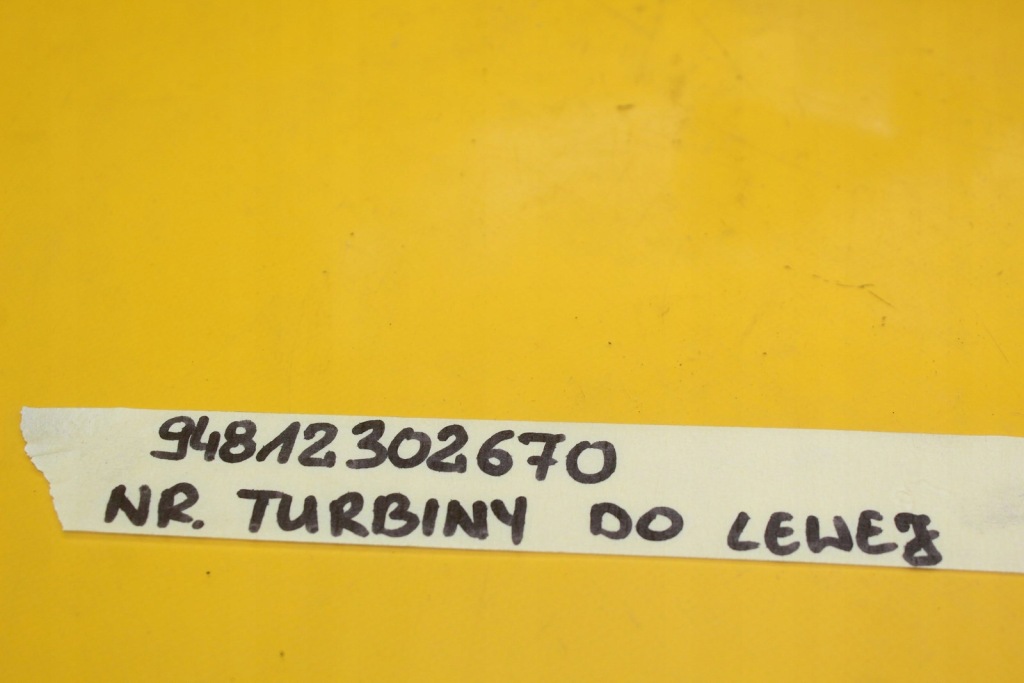 94812302670
NR. TURBINY DO LEWEJ